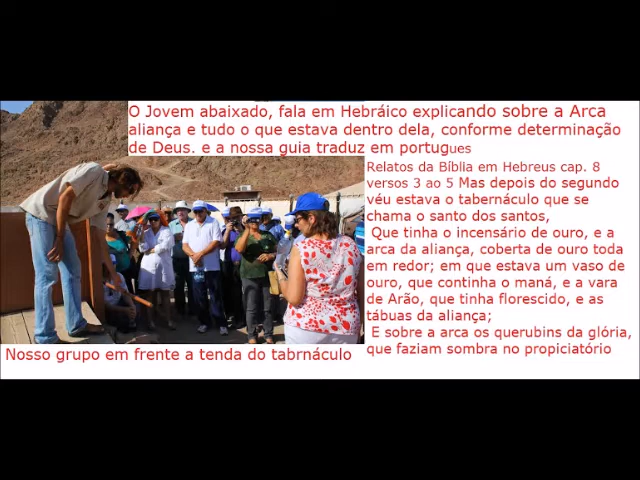 O Jovem abaixado, fala em Hebráico explicando sobre a Arca
aliança e tudo o que estava dentro dela, conforme determinação
de Deus. e a nossa guia traduz em portugues
Relatos da Bíblia em Hebreus cap. 8
versos 3 ao 5 Mas depois do segundo
véu estava o tabernáculo que se
chama o santo dos santos,
Que tinha o incensário de ouro, e a
arca da aliança, coberta de ouro toda
em redor; em que estava um vaso de
ouro, que continha o maná, e a vara
de Arão, que tinha florescido, e as
tábuas da aliança;
E sobre a arca os querubins da glória,
que faziam sombra no propiciatório
Nosso grupo em frente a tenda do tabrnáculo